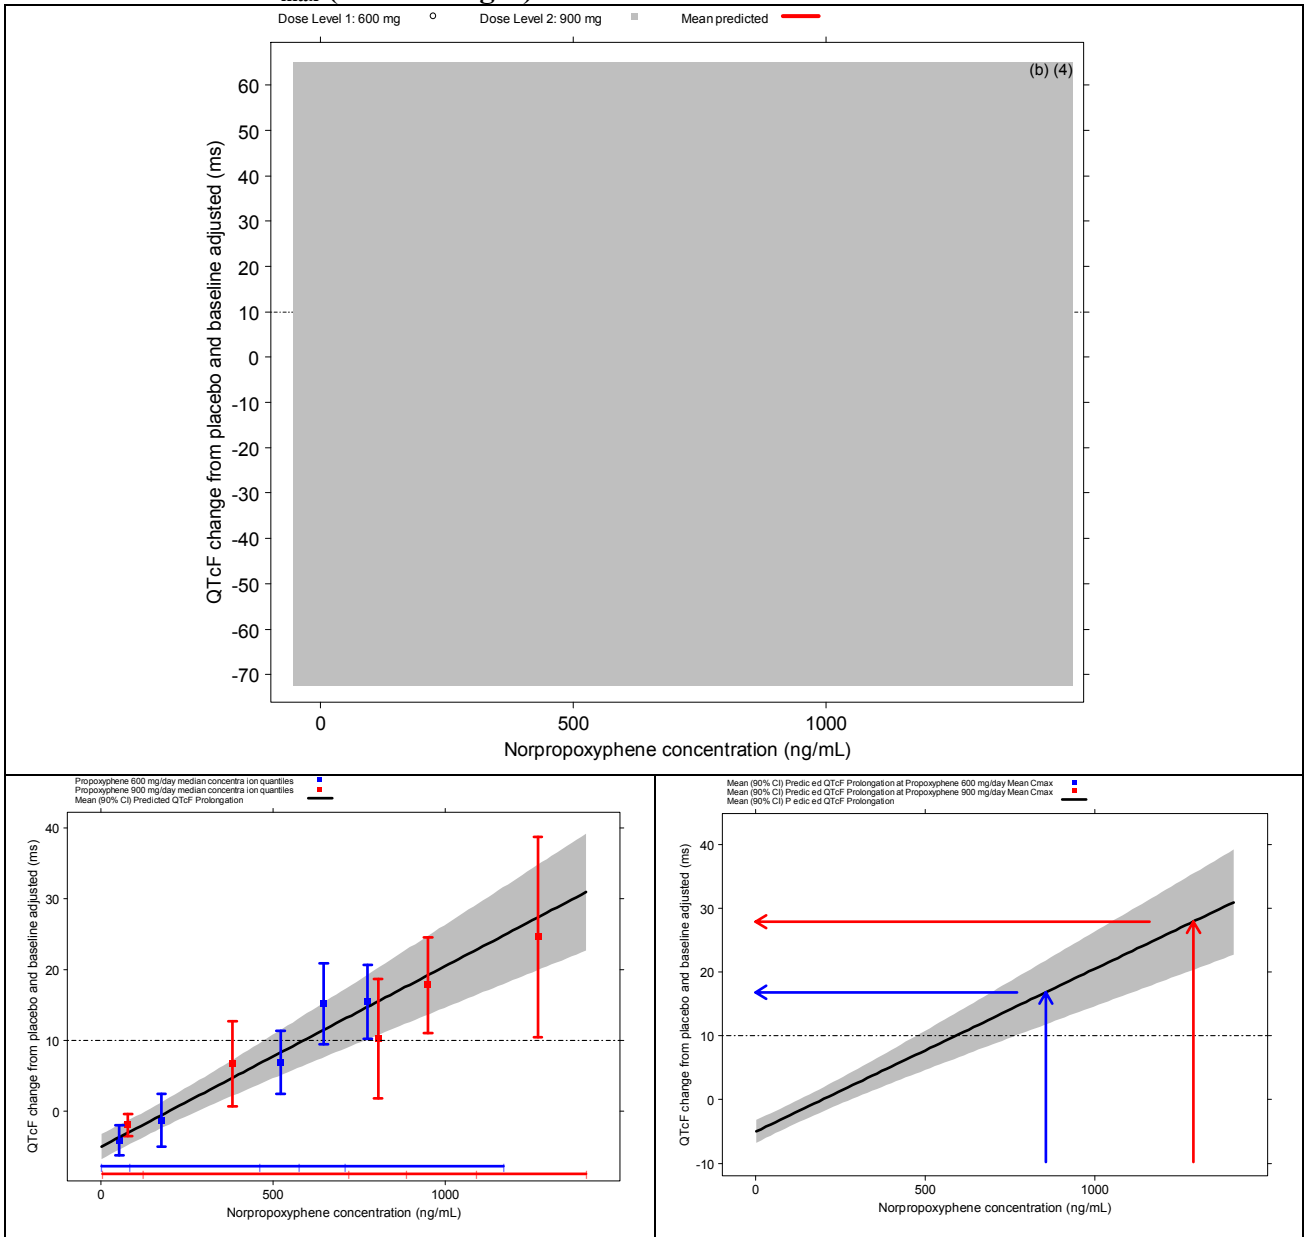 Dose Level 1: 600 mg Dose Level 2: 900 mg Mean predicted
(b) (4)
60
50
40
30
20
10
0
-10
-20
-30
-40
-50
-60
-70
QTcF change from placebo and baseline adjusted (ms)
0 500 1000
Norpropoxyphene concentration (ng/mL)
Propoxyphene 600 mg/day median concentra ion quantiles
Propoxyphene 900 mg/day median concentra ion quantiles
Mean (90% CI) Predicted QTcF Prolongation
40
30
20
10
0
QTcF change from placebo and baseline adjusted (ms)
0 500 1000
Norpropoxyphene concentration (ng/mL)
Mean (90% CI) Predic ed QTcF Prolongation at Propoxyphene 600 mg/day Mean Cmax
Mean (90% CI) Predic ed QTcF Prolongation at Propoxyphene 900 mg/day Mean Cmax
Mean (90% CI) P edic ed QTcF Prolongation
40
30
20
10
0
-10
QTcF change from placebo and baseline adjusted (ms)
0 500 1000
Norpropoxyphene concentration (ng/mL)